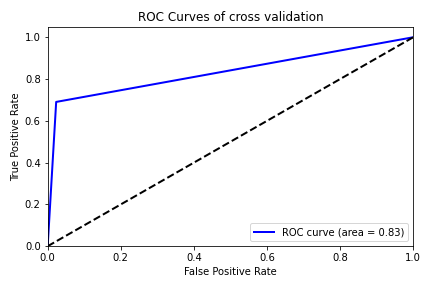 ROC Curves of cross validation
True Positive Rate
1.0
0.8
0.6
0.4
0.2
0.0
ROC curve (area = 0.83)
0.0 0.2 0.4 0.6 0.8 1.0
False Positive Rate